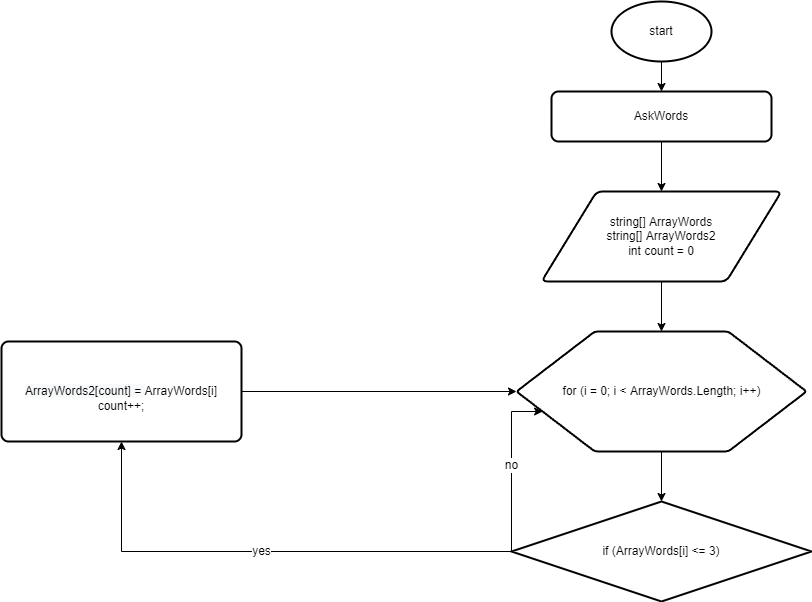 start
AskWords
string[] ArrayWords
string[] ArrayWords2
int count = 0
for (i = 0; i < ArrayWords.Length; i++)
ArrayWords2[count] = ArrayWords[i]
count++;
no
if (ArrayWords[i] <= 3)
yes